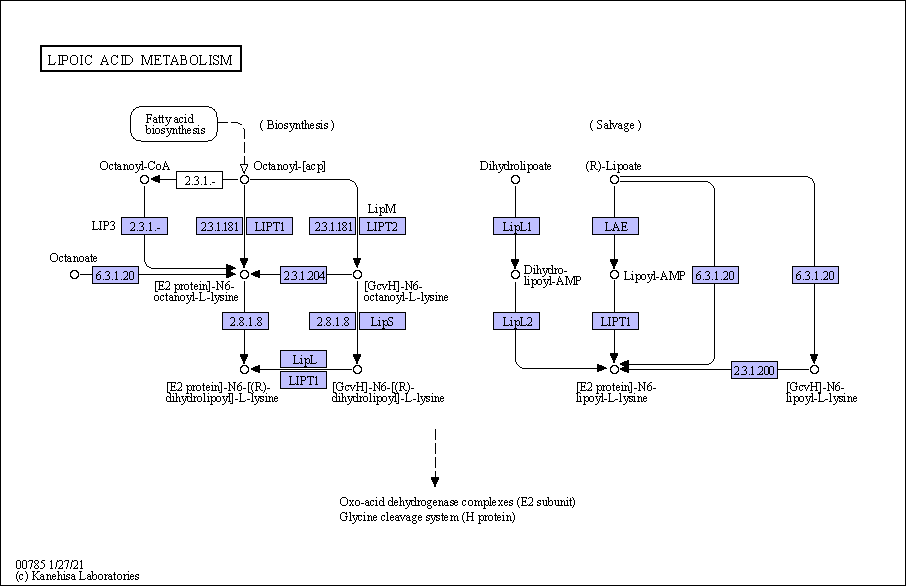 LIPOIC ACID METABOLISM
Fatty acid
biosynthesis
( Biosynthesis )
( Salvage )
Octanoyl-CoA
2.3.1.-
Octanoyl-[acp]
Dihydrolipoate
(R)-Lipoate
LIP3
2.3.1.-
2.3.1.181
LIPT1
LipM
2.3.1.181
LIPT2
LipL1
LAE
Octanoate
6.3.1.20
2.3.1.204
[E2 protein]-N6-
octanoyl-L-lysine
[GcvH]-N6-
octanoyl-L-lysine
Dihydro-
lipoyl-AMP
Lipoyl-AMP
6.3.1.20
6.3.1.20
2.8.1.8
2.8.1.8
LipS
LipL2
LIPT1
LipL
LIPT1
2.3.1.200
[E2 protein]-N6-[(R)-
dihydrolipoyl]-L-lysine
[GcvH]-N6-[(R)-
dihydrolipoyl]-L-lysine
[E2 protein]-N6-
lipoyl-L-lysine
[GcvH]-N6-
lipoyl-L-lysine
Oxo-acid dehydrogenase complexes (E2 subunit)
Glycine cleavage system (H protein)
00785 1/27/21
(c) Kanehisa Laboratories